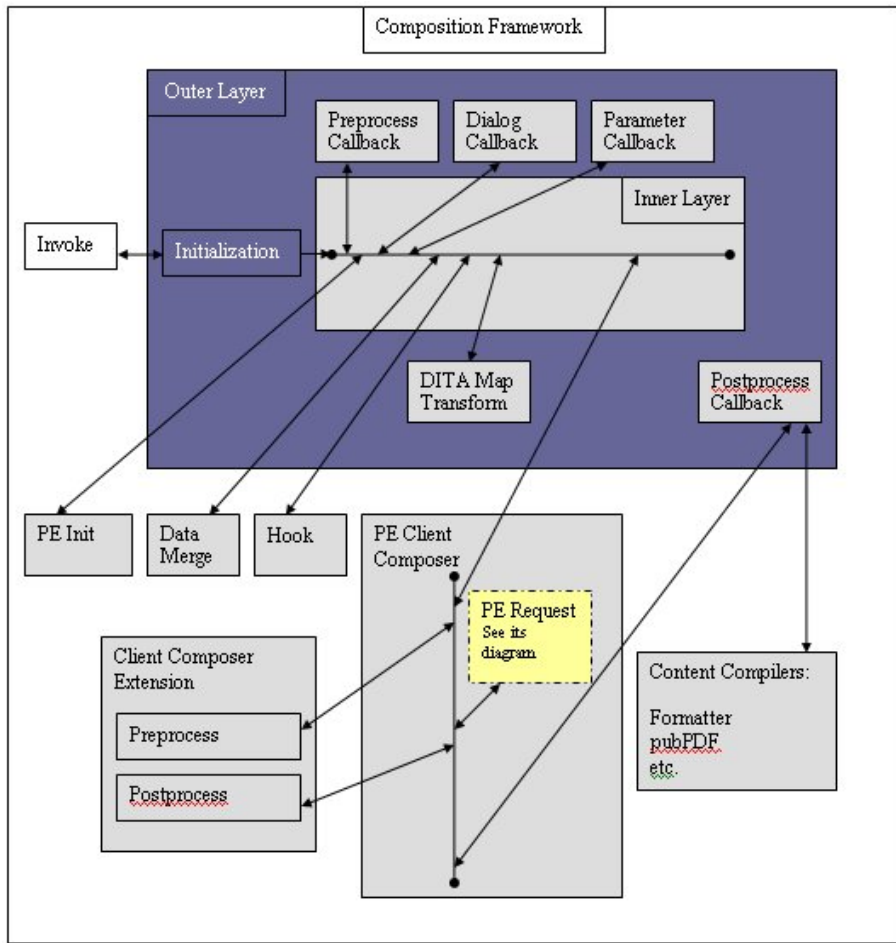 Composition Framework
Outer Layer
Preprocess
Callback
Dialog
Callback
Parameter
Callback
Inner Layer
Invoke
Initialization
DITA Map
Transform
Postprocess
Callback
PE Init
Data
Merge
Hook
PE Client
Composer
PE Request
See its
diagram
Client Composer
Extension
Preprocess
Postprocess
Content Compilers:
Formatter
pubPDF
etc.